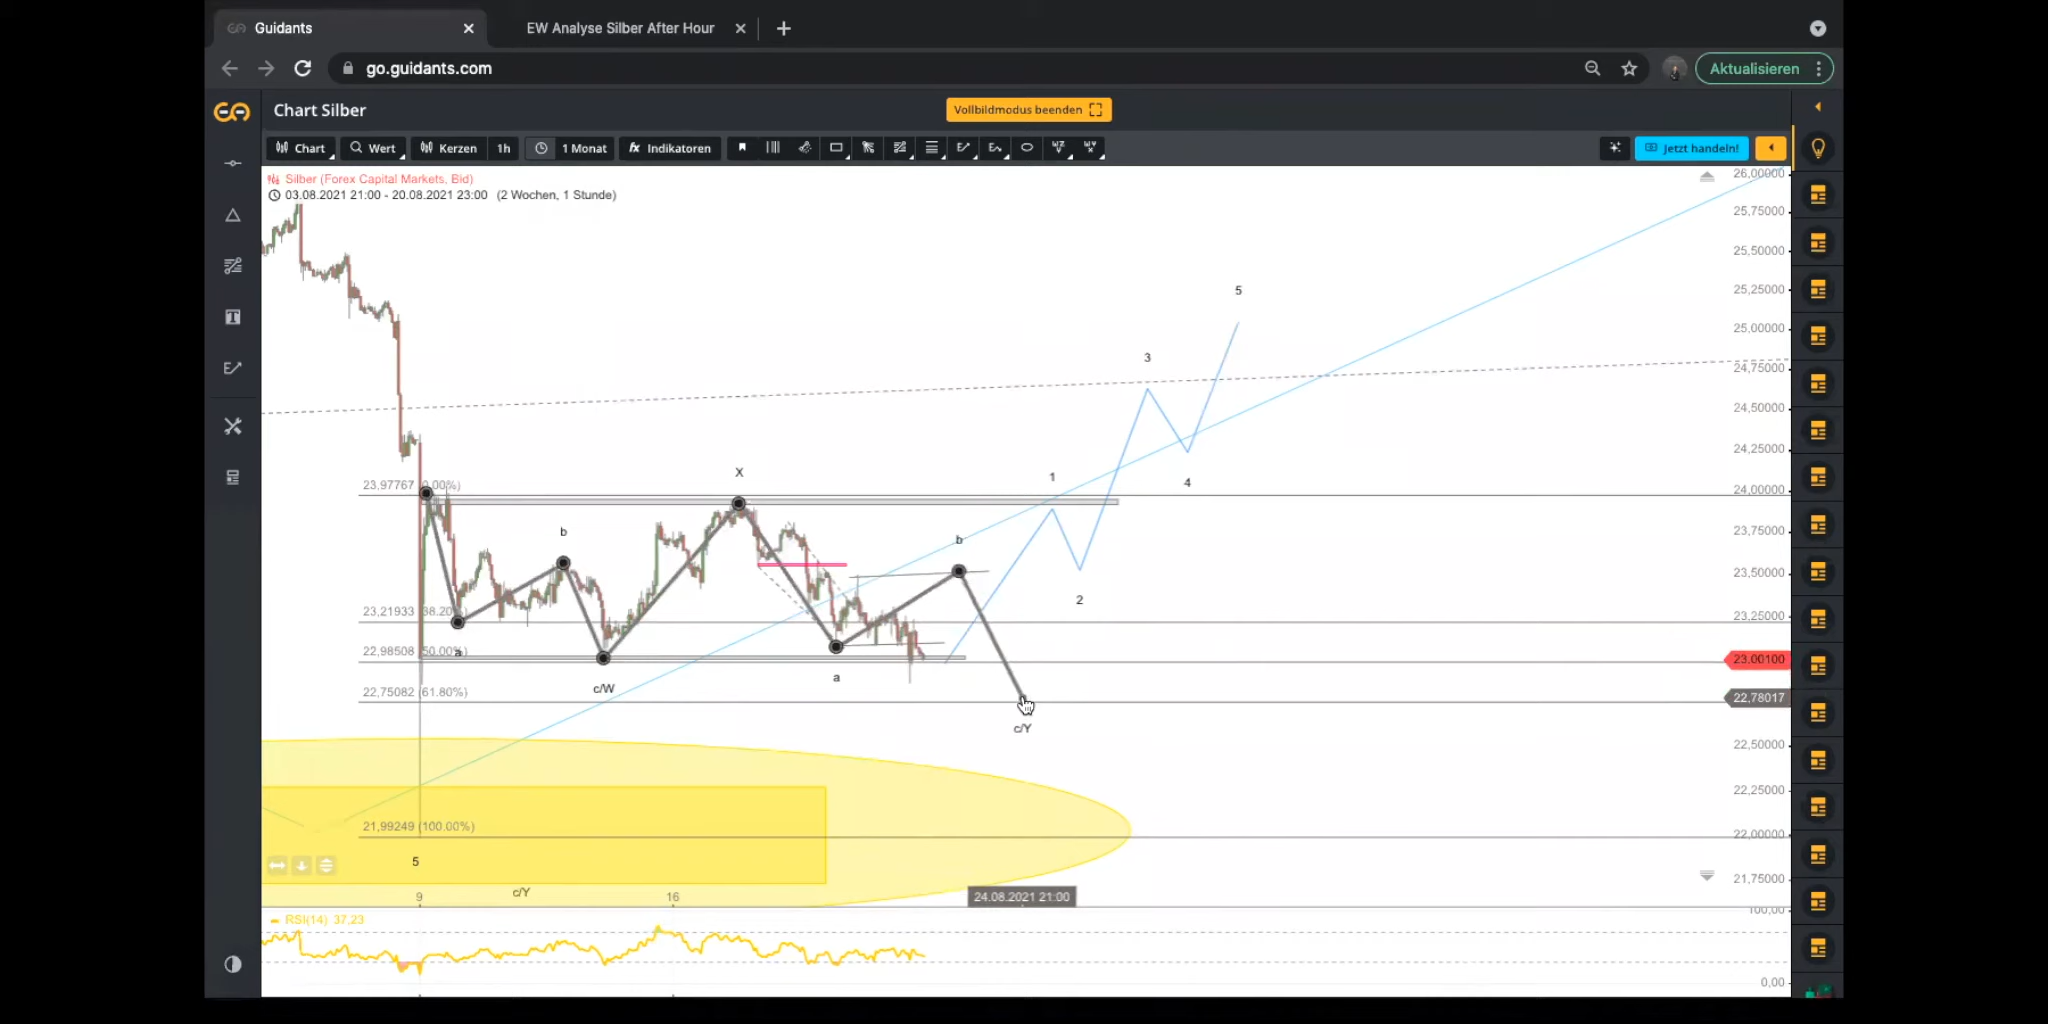 Guidants
EW Analyse Silber After Hour
go.guidants.com
Aktualisieren
Chart Silber
Vollbildmodus beenden
Chart
Wert
Kerzen
1h
1 Monat
fx Indikatoren
Jetzt handeln!
Silber (Forex Capital Markets, Bid)
03.08.2021 21:00 - 20.08.2021 23:00 (2 Wochen, 1 Stunde)
26,00000
25,75000
25,50000
25,25000
25,00000
24,75000
24,50000
24,25000
24,00000
23,75000
23,50000
23,25000
23,00100
22,78017
22,50000
22,25000
22,00000
21,75000
5
3
X
1
4
23,97767 (0.00%)
b
b
2
23,21933 (38.20%)
22,98508 (50.00%)
a
a
c/W
22,75082 (61.80%)
c/Y
21,99249 (100.00%)
5
c/Y
9
16
24.08.2021 21:00
RSI(14) 37,23
100,00
0,00